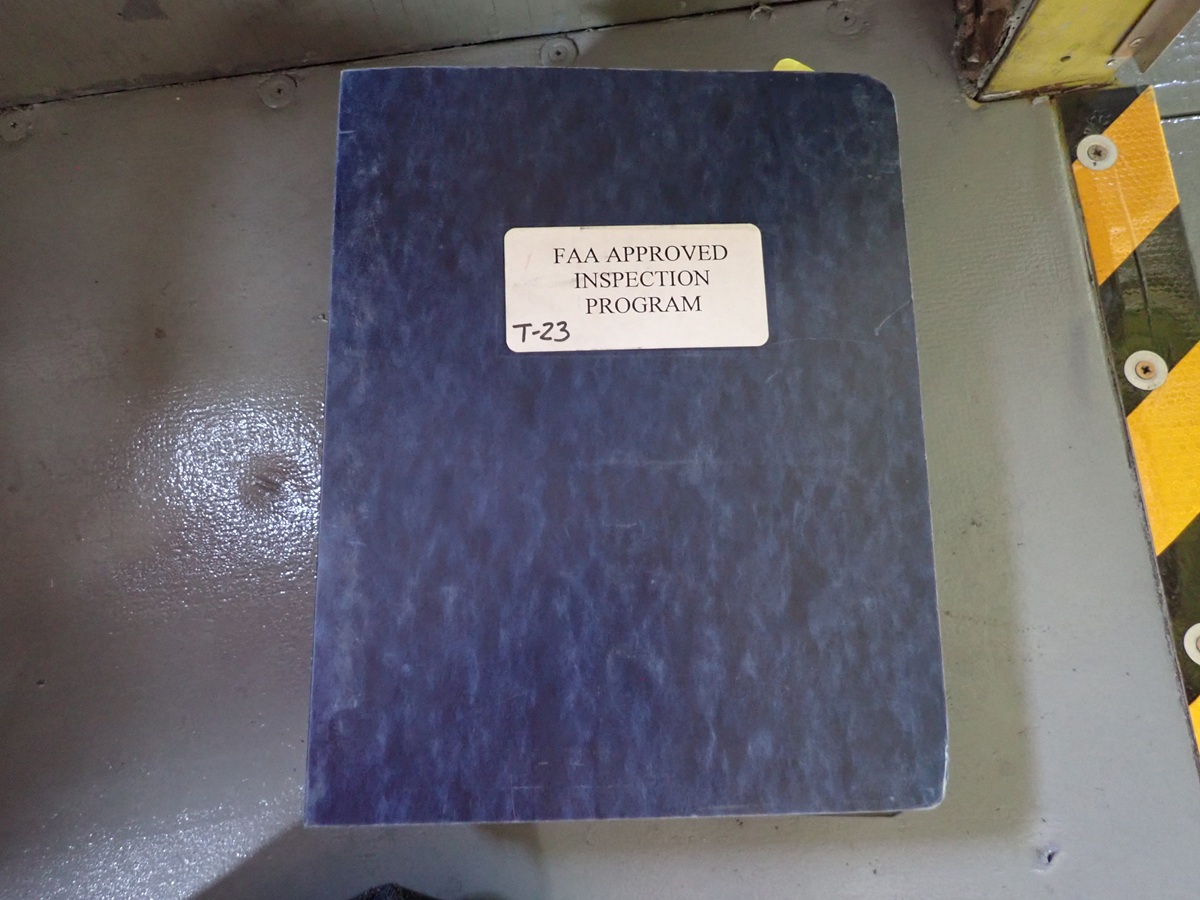 FAA APPROVED
INSPECTION
PROGRAM
T-23